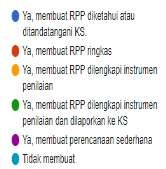 Ya, membuat RPP diketahui atau
ditandatangani KS.
Ya, membuat RPP ringkas
Ya, membuat RPP dilengkapi instrumen
penilaian
Ya, membuat RPP dilengkapi instrumen
penilaian dan dilaporkan ke KS
Ya, membuat perencanaan sederhana
Tidak membuat